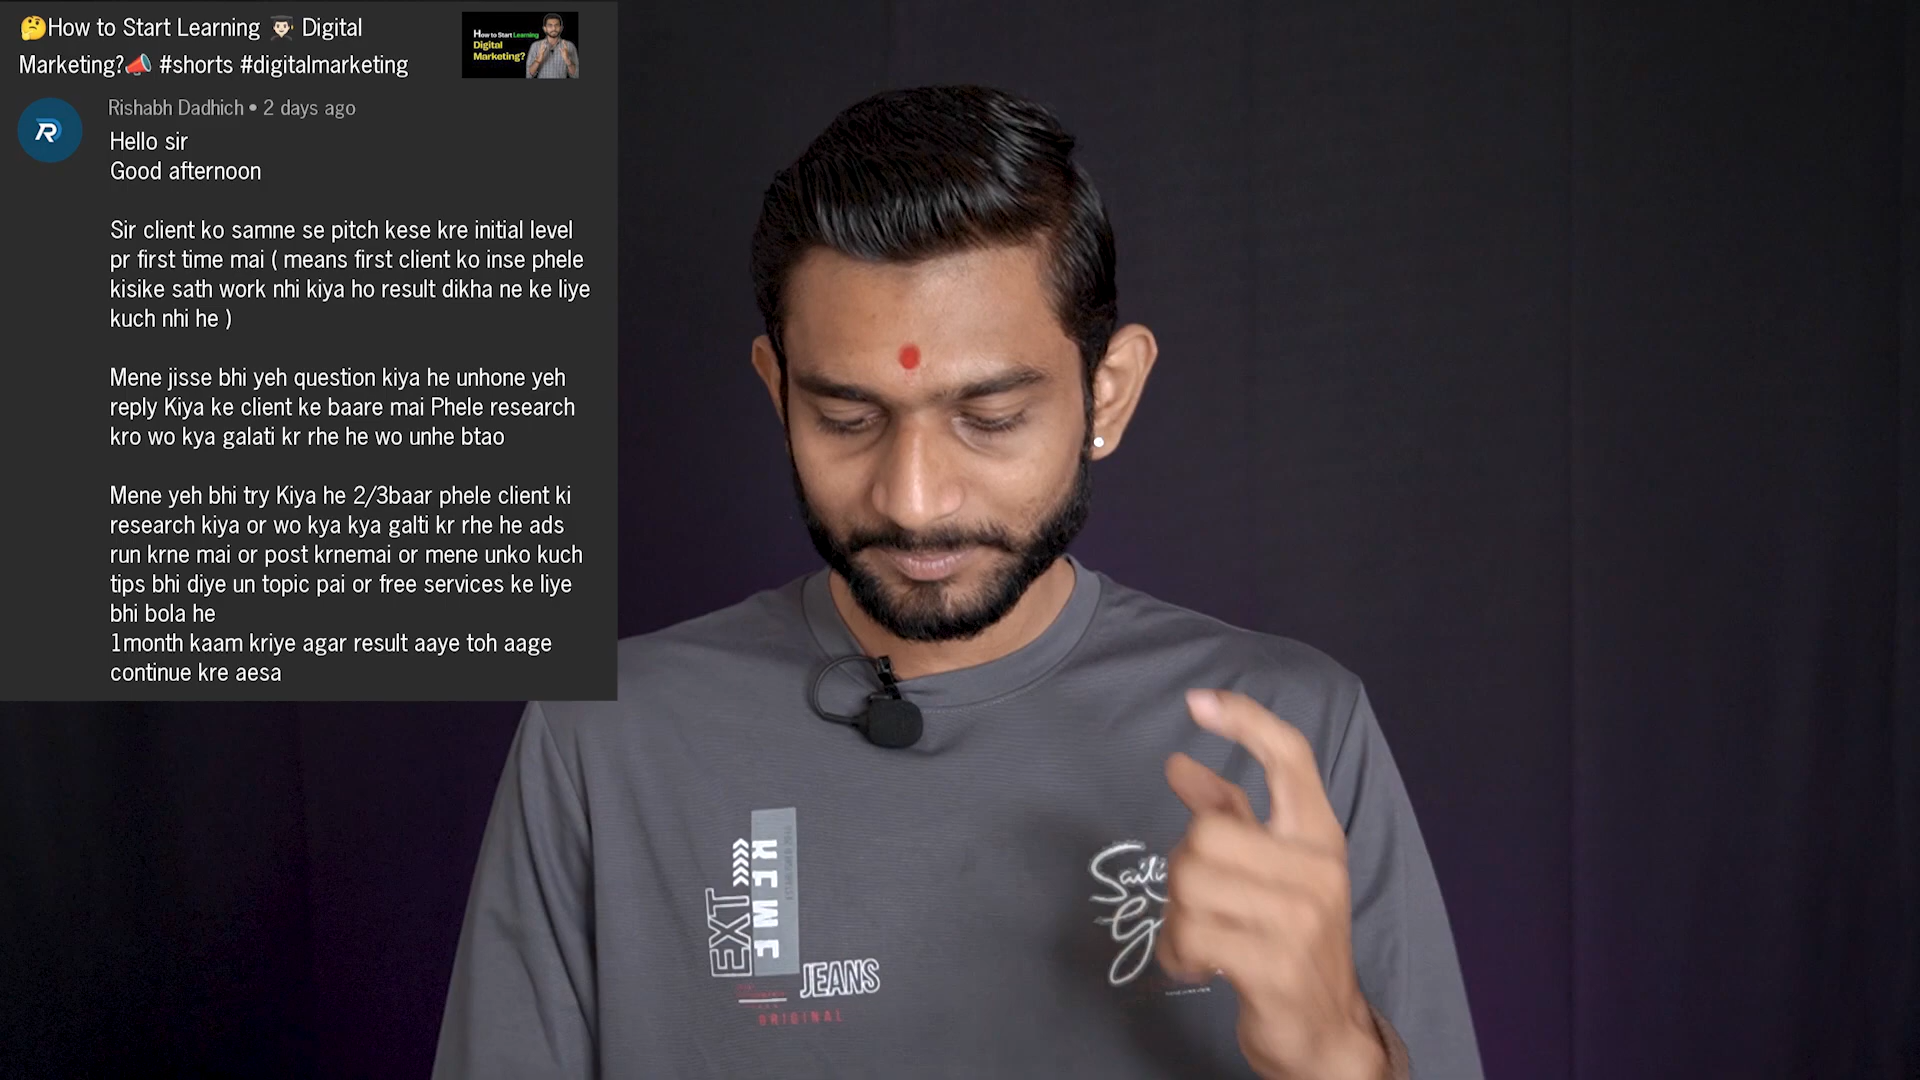 🤔How to Start Learning 👨🏻‍🎓 Digital
Marketing?📣 #shorts #digitalmarketing
How to Start Learning
Digital
Marketing?
Rishabh Dadhich • 2 days ago
R
Hello sir
Good afternoon
Sir client ko samne se pitch kese kre initial level
pr first time mai ( means first client ko inse phele
kisike sath work nhi kiya ho result dikha ne ke liye
kuch nhi he )
Mene jisse bhi yeh question kiya he unhone yeh
reply Kiya ke client ke baare mai Phele research
kro wo kya galati kr rhe he wo unhe btao
Mene yeh bhi try Kiya he 2/3baar phele client ki
research kiya or wo kya kya galti kr rhe he ads
run krne mai or post krnemai or mene unko kuch
tips bhi diye un topic pai or free services ke liye
bhi bola he
1month kaam kriye agar result aaye toh aage
continue kre aesa
EXT
JEANS
ORIGINAL